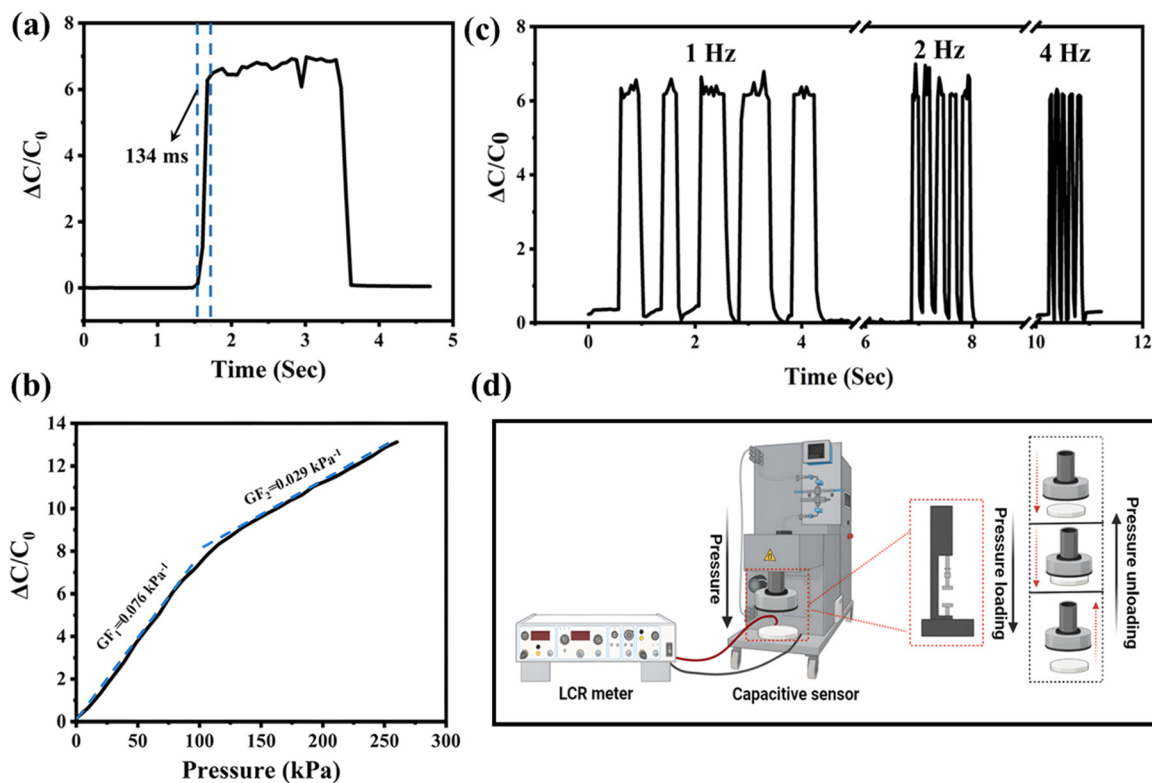 (a)
8
6
4
2
0
ΔC/C₀
134 ms
0 1 2 3 4 5
Time (Sec)
(c)
8
6
4
2
0
ΔC/C0
1 Hz
2 Hz
4 Hz
0 2 4 6 8 10 12
Time (Sec)
(b)
14
12
10
8
6
4
2
0
ΔC/C₀
GF₁=0.076 kPa⁻¹
GF₂=0.029 kPa⁻¹
0 50 100 150 200 250 300
Pressure (kPa)
(d)
Pressure
LCR meter
Capacitive sensor
Pressure loading
Pressure unloading